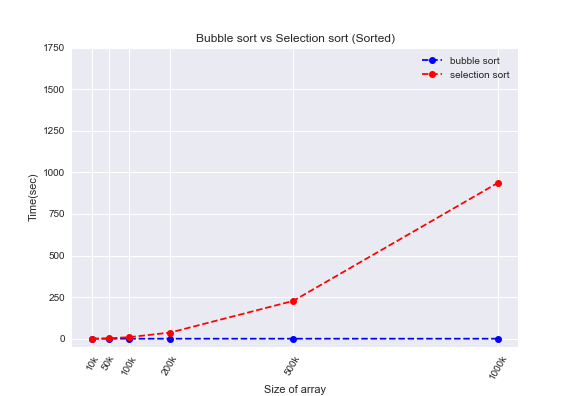 Bubble sort vs Selection sort (Sorted)
1750
1500
1250
1000
750
500
250
0
Time(sec)
bubble sort
selection sort
10k
50k
100k
200k
500k
1000k
Size of array